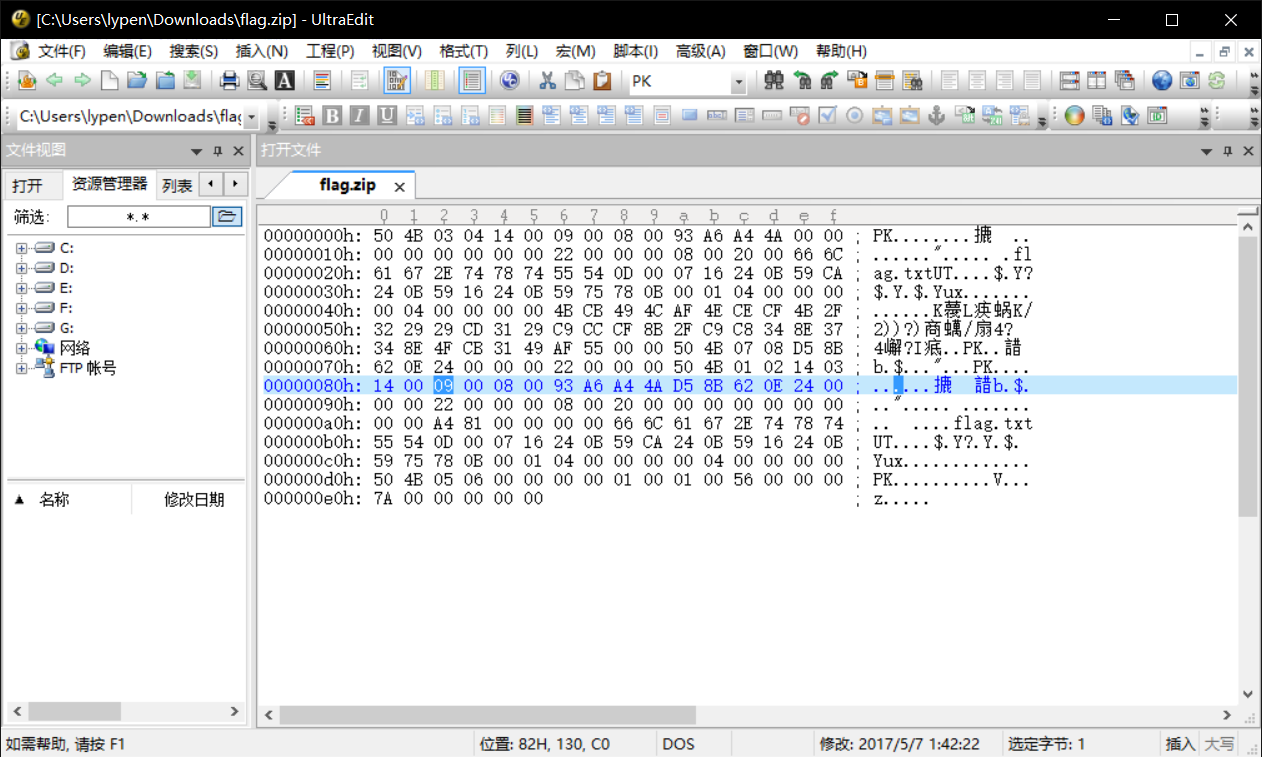 [C:\Users\lypen\Downloads\flag.zip] - UltraEdit
文件(F) 编辑(E) 搜索(S) 插入(N) 工程(P) 视图(V) 格式(T) 列(L) 宏(M) 脚本(I) 高级(A) 窗口(W) 帮助(H)
PK
C:\Users\lypen\Downloads\flag
文件视图
打开文件
打开 资源管理器 列表
flag.zip
筛选: *.*
C:
D:
E:
F:
G:
网络
FTP 帐号
名称 修改日期
0 1 2 3 4 5 6 7 8 9 a b c d e f
00000000h: 50 4B 03 04 14 00 09 00 08 00 93 A6 A4 4A 00 00 ; PK........摝 ..
00000010h: 00 00 00 00 00 00 22 00 00 00 08 00 20 00 66 6C ; ......"..... .fl
00000020h: 61 67 2E 74 78 74 55 54 0D 00 07 16 24 0B 59 CA ; ag.txtUT....$.Y?
00000030h: 24 0B 59 16 24 0B 59 75 78 0B 00 01 04 00 00 00 ; $.Y.$.Yux.......
00000040h: 00 04 00 00 00 00 4B CB 49 4C AF 4E CE CF 4B 2F ; ......K薎L疦蜗K/
00000050h: 32 29 29 CD 31 29 C9 CC CF 8B 2F C9 C8 34 8E 37 ; 2))?)商蠇/扇4?
00000060h: 34 8E 4F CE 31 49 AF 55 00 00 50 4B 07 08 D5 8B ; 4嶰?I疷..PK..諎
00000070h: 62 0E 24 00 00 00 22 00 00 00 50 4B 01 02 14 03 ; b.$..."...PK....
00000080h: 14 00 09 00 08 00 93 A6 A4 4A D5 8B 62 0E 24 00 ; ......摝 諎b.$.
00000090h: 00 00 22 00 00 00 08 00 20 00 00 00 00 00 00 00 ; .."..... .......
000000a0h: 00 00 A4 81 00 00 00 00 66 6C 61 67 2E 74 78 74 ; .. ....flag.txt
000000b0h: 55 54 0D 00 07 16 24 0B 59 CA 24 0B 59 16 24 0B ; UT....$.Y?.Y.$.
000000c0h: 59 75 78 0B 00 01 04 00 00 00 00 04 00 00 00 00 ; Yux.............
000000d0h: 50 4B 05 06 00 00 00 00 01 00 01 00 56 00 00 00 ; PK..........V...
000000e0h: 7A 00 00 00 00 00 ; z.....
如需帮助, 请按 F1 位置: 82H, 130, C0 DOS 修改: 2017/5/7 1:42:22 选定字节: 1 插入 大写